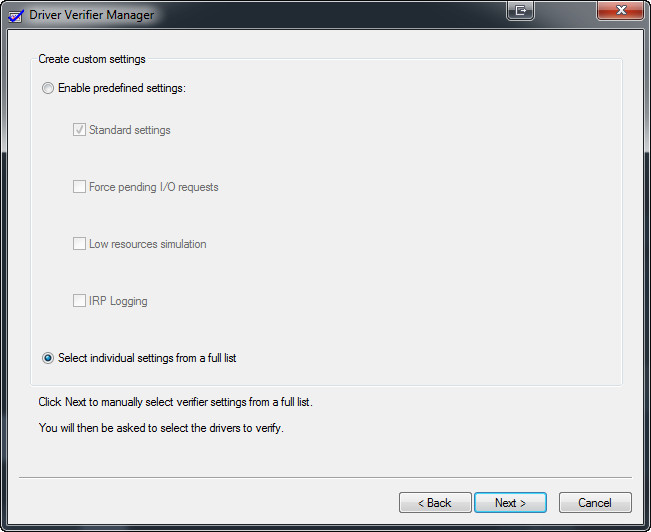 Driver Verifier Manager
Create custom settings
Enable predefined settings:
Standard settings
Force pending I/O requests
Low resources simulation
IRP Logging
Select individual settings from a full list
Click Next to manually select verifier settings from a full list.
You will then be asked to select the drivers to verify.
< Back Next > Cancel